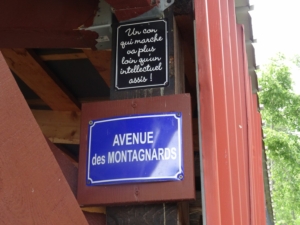 Un con
qui marche
va plus
loin qu'un
intellectuel
assis !
AVENUE
des MONTAGNARDS